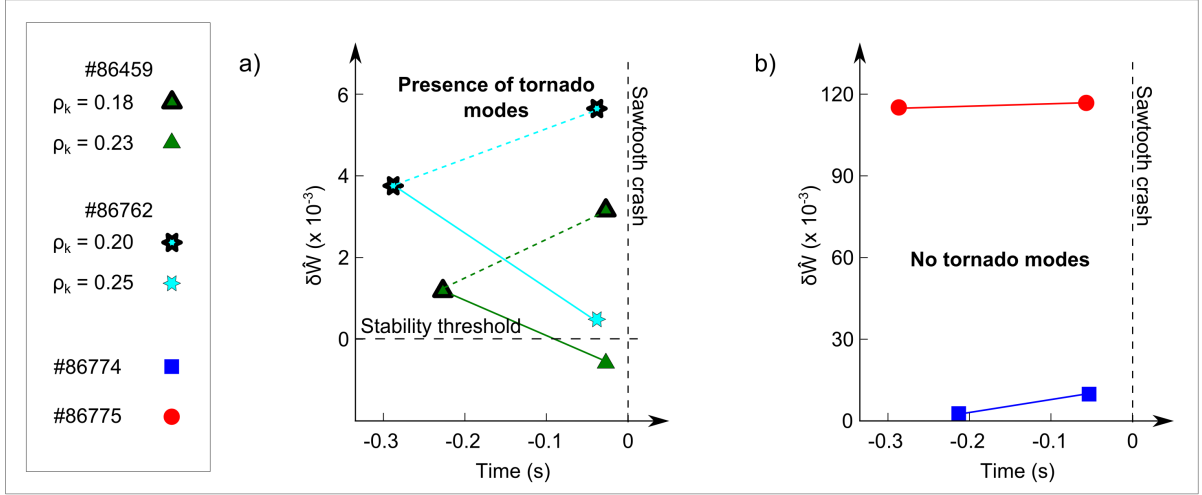 #86459
ρk = 0.18
ρk = 0.23
#86762
ρk = 0.20
ρk = 0.25
#86774
#86775
a)
Presence of tornado
modes
Sawtooth crash
6
4
2
0
δŴ (x 10-3)
Stability threshold
-0.3
-0.2
-0.1
0
Time (s)
b)
Sawtooth crash
120
90
60
30
0
δŴ (x 10-3)
No tornado modes
-0.3
-0.2
-0.1
0
Time (s)